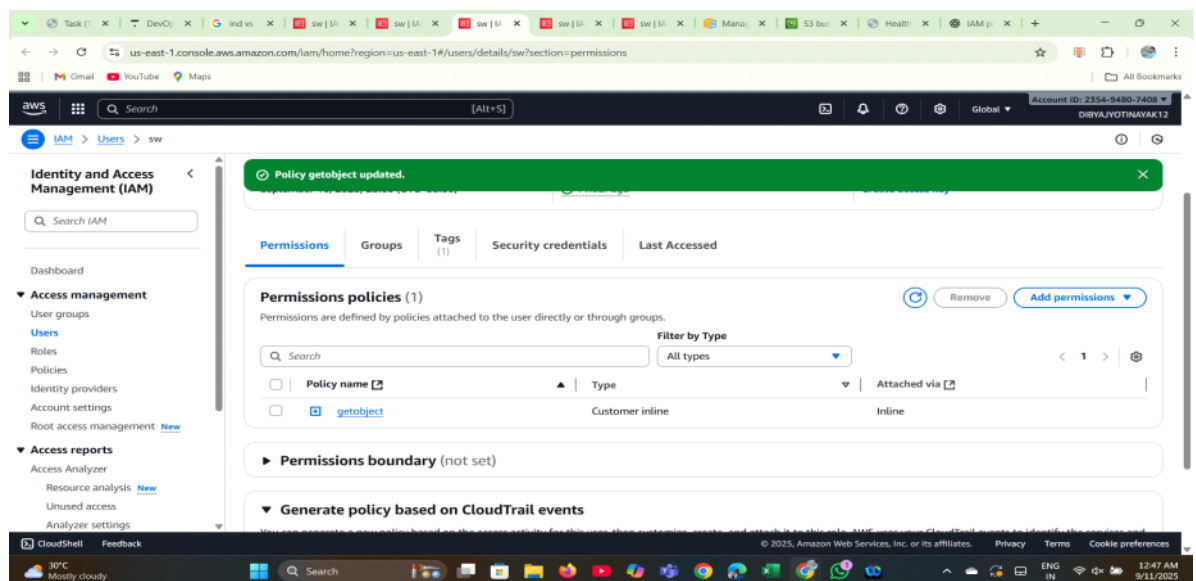 Task (1
DevO
ind vs
sw | IA
sw | IA
sw | IA
sw | IA
sw | IA
Manag
S3 buc
Health
IAM p
us-east-1.console.aws.amazon.com/iam/home?region=us-east-1#/users/details/sw?section=permissions
Gmail YouTube Maps
All Bookmarks
aws Search [Alt+S] Global
Account ID: 2354-9480-7408
DIBYAJYOTINAYAK12
IAM > Users > sw
Identity and Access Management (IAM)
Search IAM
Dashboard
Access management
User groups
Users
Roles
Policies
Identity providers
Account settings
Root access management New
Access reports
Access Analyzer
Resource analysis New
Unused access
Analyzer settings
Policy getobject updated.
Permissions Groups Tags (1) Security credentials Last Accessed
Permissions policies (1)
Remove Add permissions
Permissions are defined by policies attached to the user directly or through groups.
Filter by Type
Search All types 1
Policy name Type Attached via
getobject Customer inline Inline
Permissions boundary (not set)
Generate policy based on CloudTrail events
CloudShell Feedback © 2025, Amazon Web Services, Inc. or its affiliates. Privacy Terms Cookie preferences
30°C
Mostly cloudy
Search
ENG
IN
12:47 AM
9/11/2025